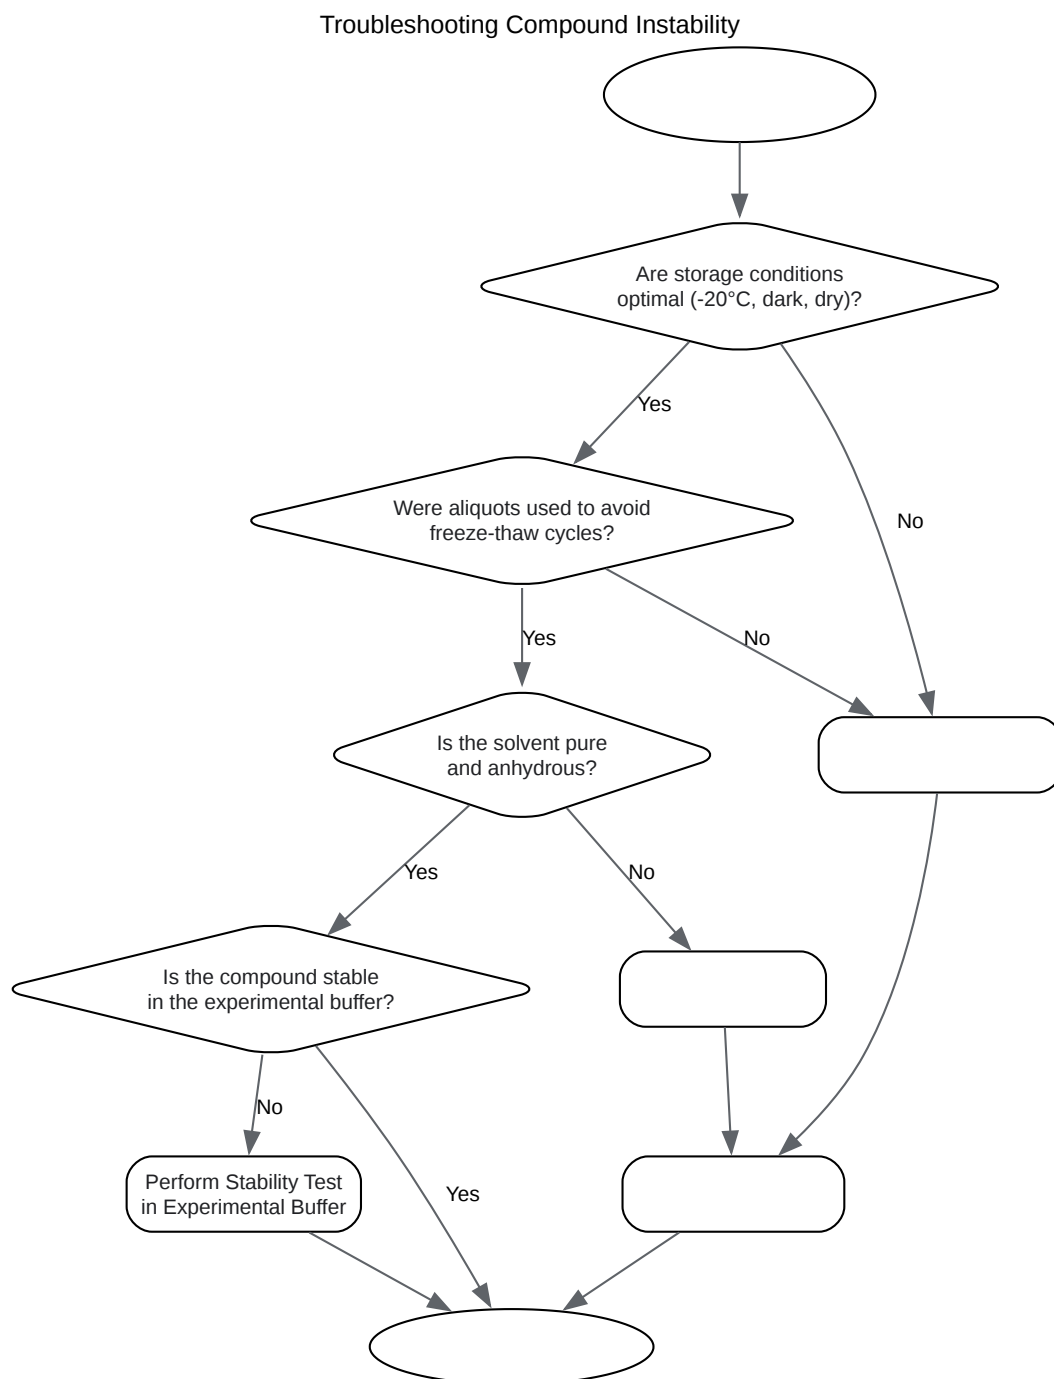 Troubleshooting Compound Instability
Are storage conditions
optimal (-20°C, dark, dry)?
Yes
Were aliquots used to avoid
freeze-thaw cycles?
No
Yes
No
Is the solvent pure
and anhydrous?
Yes
No
Is the compound stable
in the experimental buffer?
No
Perform Stability Test
in Experimental Buffer
Yes